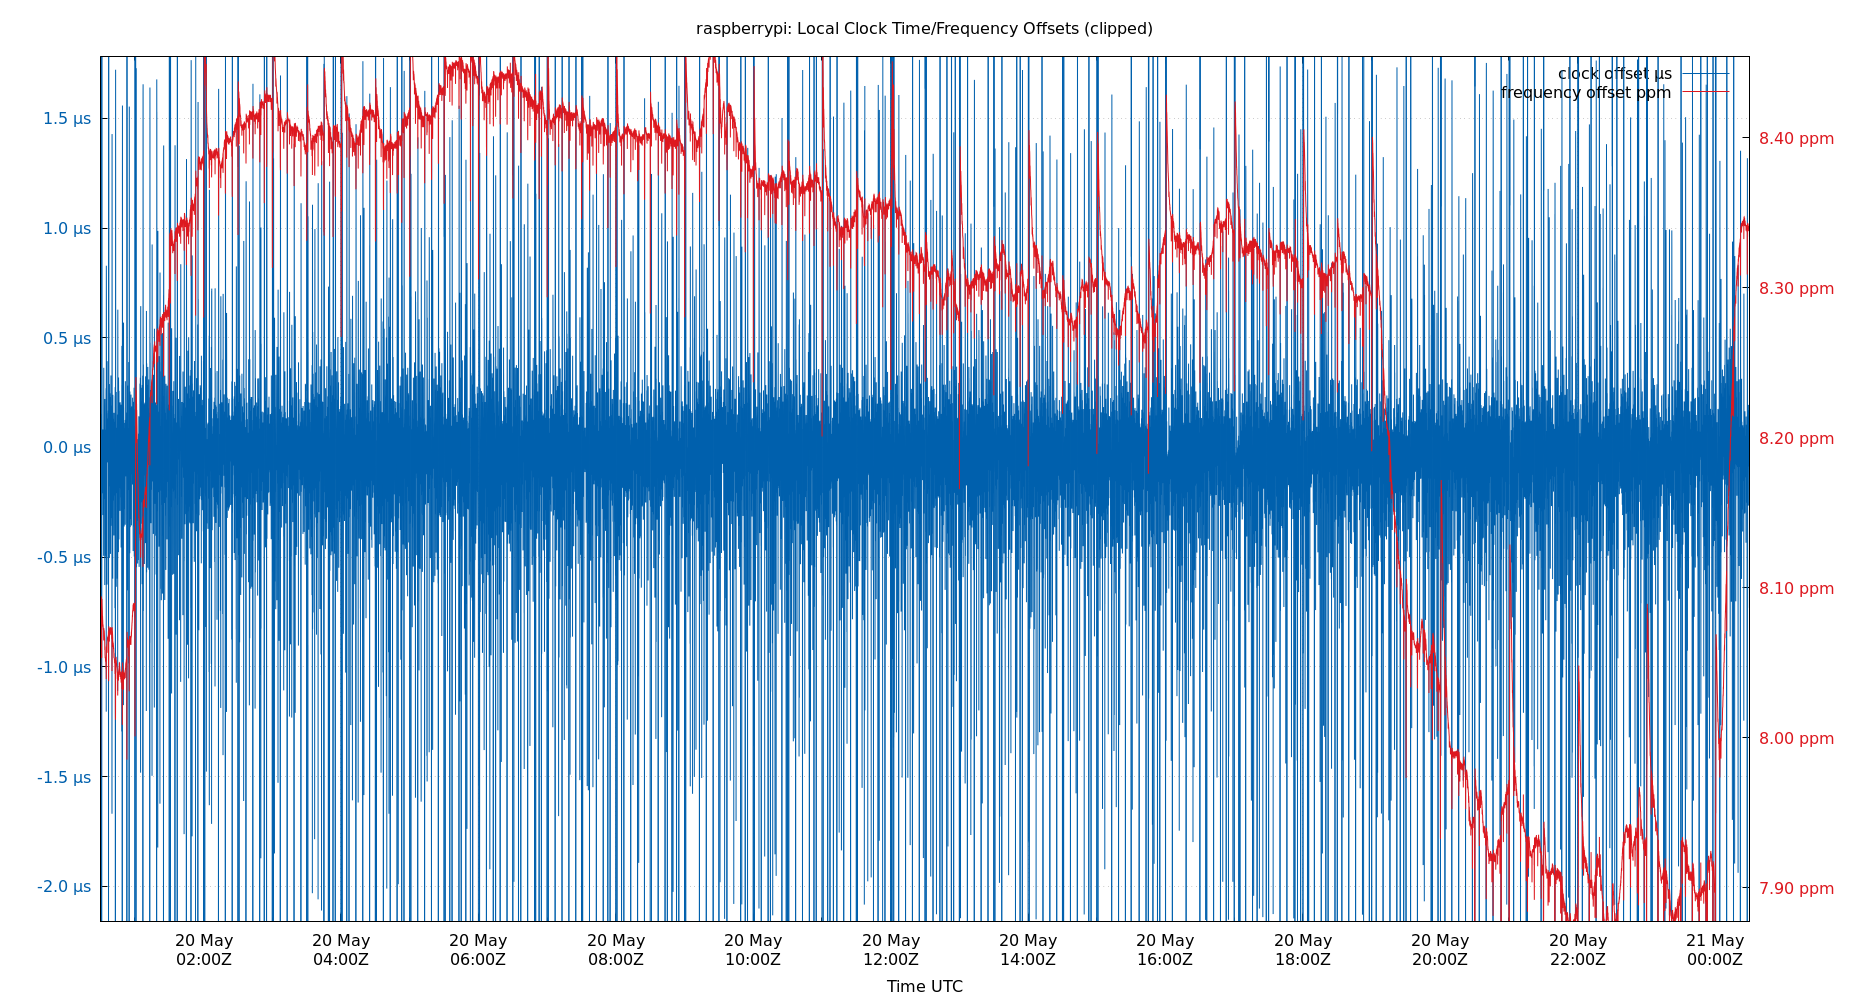 raspberrypi: Local Clock Time/Frequency Offsets (clipped)
clock offset µs
frequency offset ppm
1.5 µs
1.0 µs
0.5 µs
0.0 µs
-0.5 µs
-1.0 µs
-1.5 µs
-2.0 µs
8.40 ppm
8.30 ppm
8.20 ppm
8.10 ppm
8.00 ppm
7.90 ppm
20 May 20 May 20 May 20 May 20 May 20 May 20 May 20 May 20 May 20 May 20 May 21 May
02:00Z 04:00Z 06:00Z 08:00Z 10:00Z 12:00Z 14:00Z 16:00Z 18:00Z 20:00Z 22:00Z 00:00Z
Time UTC